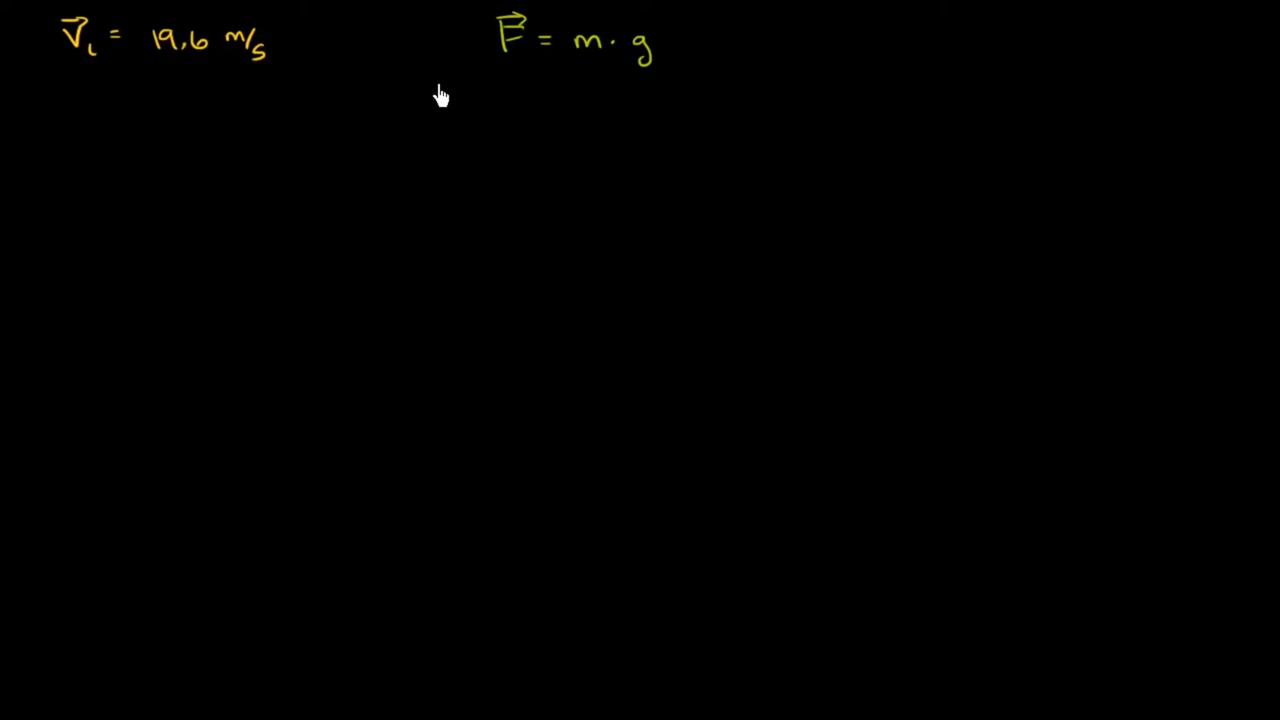 v⃗ᵢ = 19.6 m/s
F⃗ = m · g